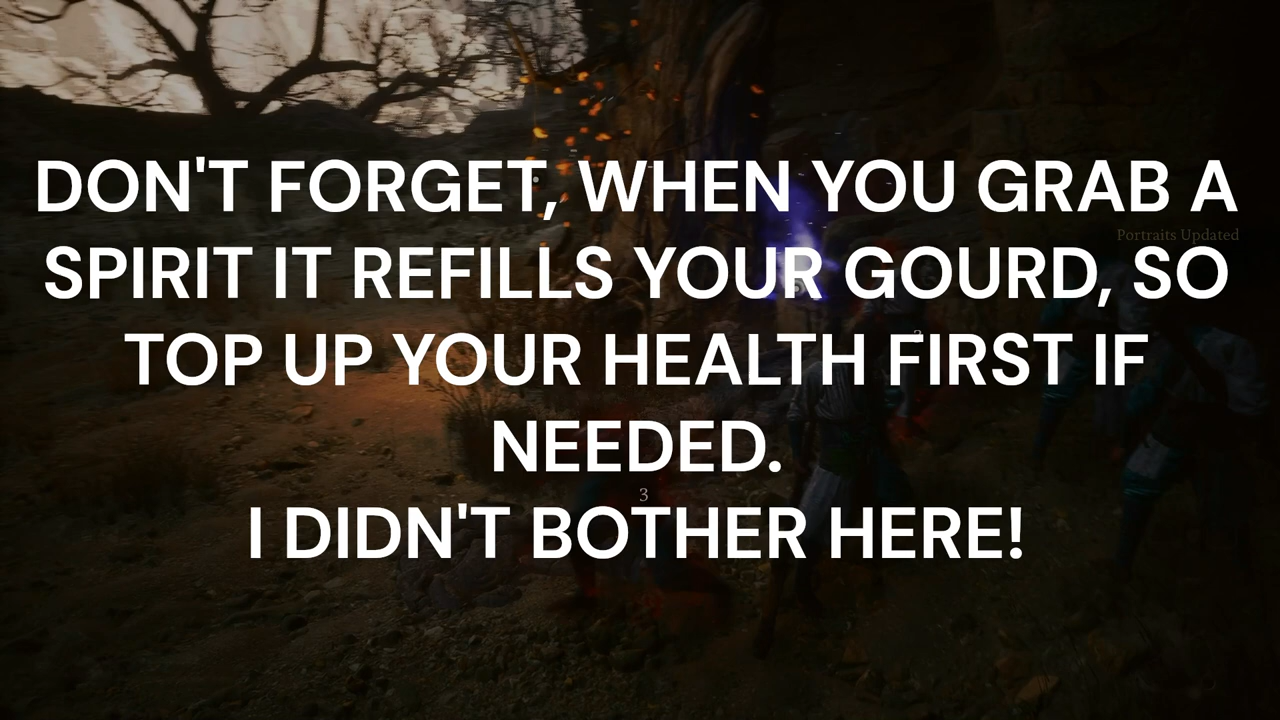 DON'T FORGET, WHEN YOU GRAB A
Portraits Updated
SPIRIT IT REFILLS YOUR GOURD, SO
TOP UP YOUR HEALTH FIRST IF
NEEDED.
3
I DIDN'T BOTHER HERE!